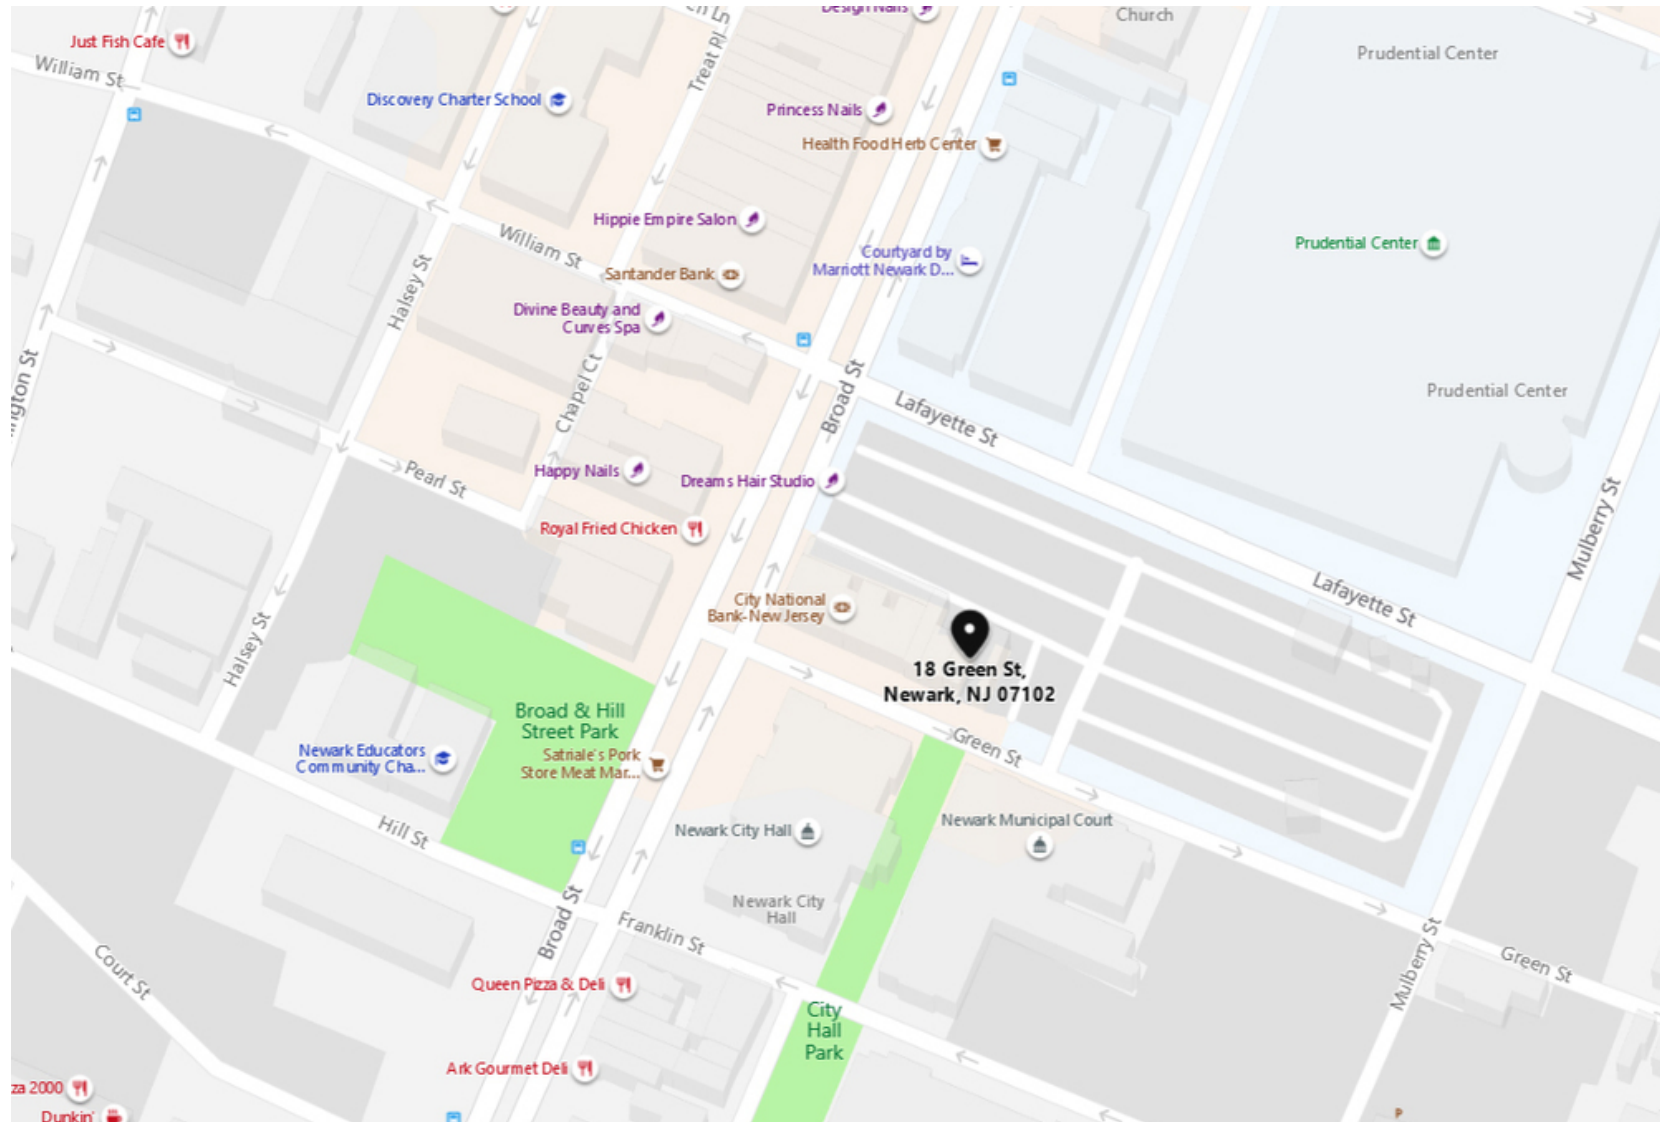 Design Nails
Church
Just Fish Cafe
William St
Treat Pl
Prudential Center
Discovery Charter School
Princess Nails
Health Food Herb Center
Hippie Empire Salon
William St
Santander Bank
Courtyard by
Marriott Newark D...
Prudential Center
Halsey St
Divine Beauty and
Curves Spa
Chapel Ct
Broad St
Lafayette St
Prudential Center
Pearl St
Happy Nails
Dreams Hair Studio
Royal Fried Chicken
Mulberry St
City National
Bank-New Jersey
Lafayette St
Halsey St
18 Green St,
Newark, NJ 07102
Broad & Hill
Street Park
Satriale's Pork
Store Meat Mar...
Newark Educators
Community Cha...
Green St
Hill St
Newark City Hall
Newark Municipal Court
Newark City
Hall
Broad St
Franklin St
Court St
Mulberry St
Green St
Queen Pizza & Deli
City
Hall
Park
Ark Gourmet Deli
za 2000
Dunkin'
P